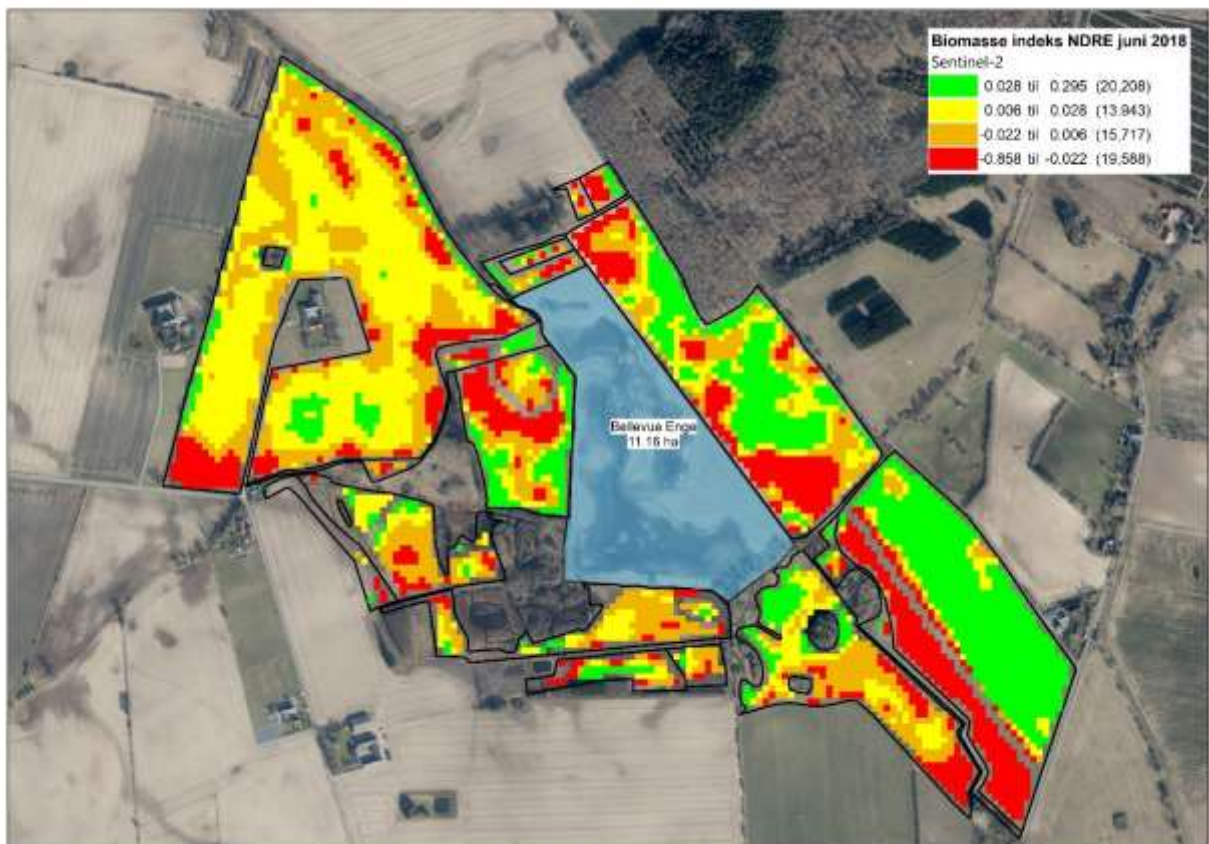 Biomasse indeks NDRE juni 2018
Sentinel-2
0.028 til 0.295 (20,208)
0.006 til 0.028 (13.943)
-0.022 til 0.006 (15,717)
-0.858 til -0.022 (19,588)
Bellevue Enge
11.16 ha